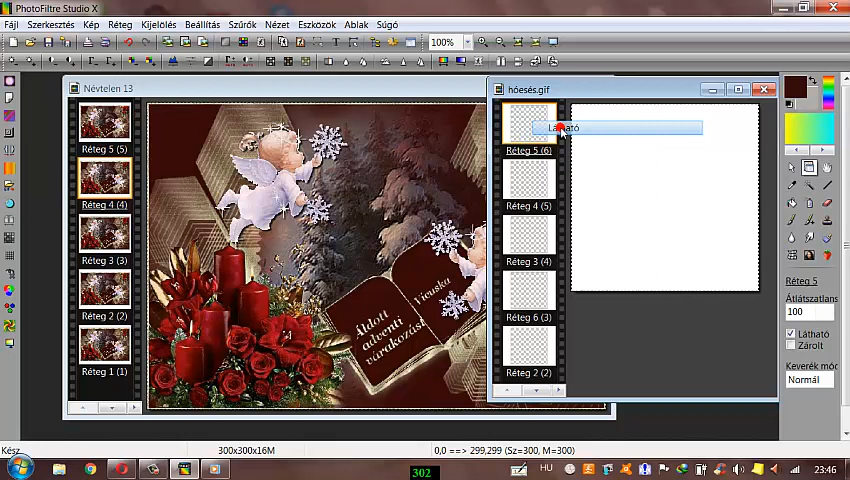 PhotoFiltre Studio X
Fájl Szerkesztés Kép Réteg Kijelölés Beállítás Szűrők Nézet Eszközök Ablak Súgó
100%
Névtelen 13
Réteg 5 (5)
Réteg 4 (4)
Réteg 3 (3)
Réteg 2 (2)
Réteg 1 (1)
Áldott
adventi
várakozást
Vicuska
hóesés.gif
Látható
Réteg 5 (6)
Réteg 4 (5)
Réteg 3 (4)
Réteg 6 (3)
Réteg 2 (2)
Réteg 5
Átlátszatlans
100
Látható
Zárolt
Keverék mód
Normál
Kész
300x300x16M
0,0 ==> 299,299 (Sz=300, M=300)
302
HU
23:46